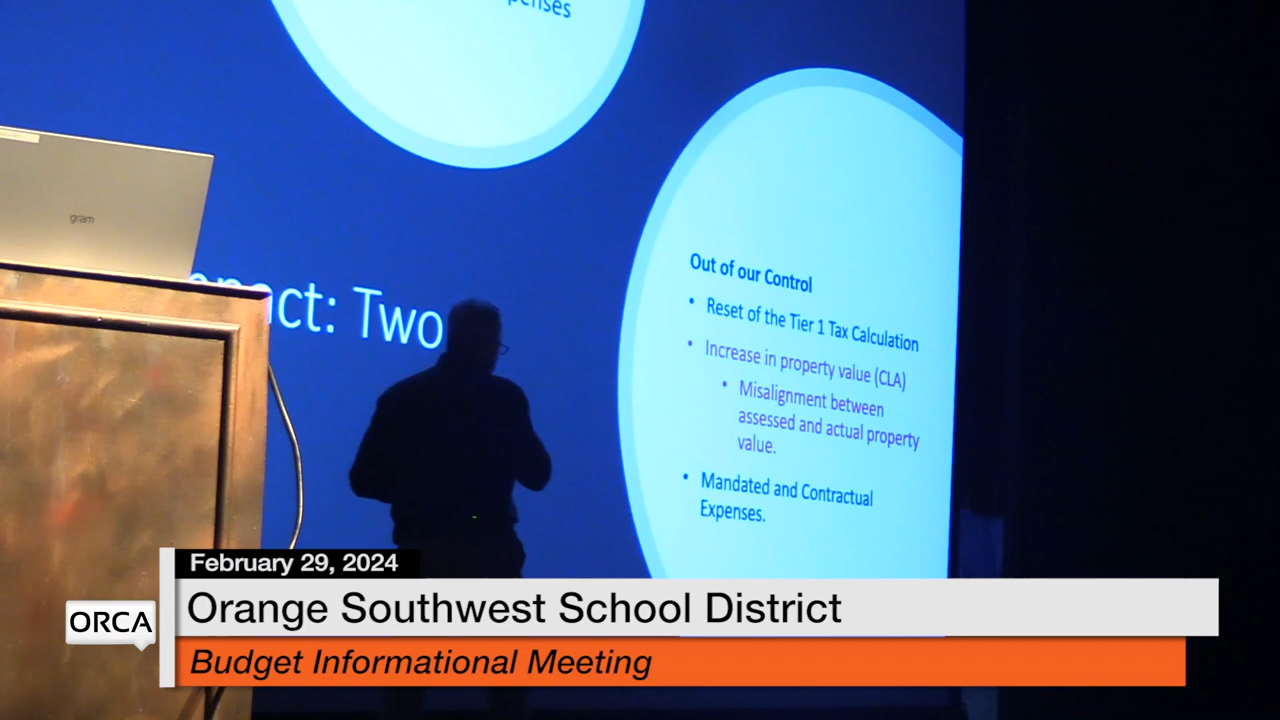 gram
Two
Out of our Control
• Reset of the Tier 1 Tax Calculation
• Increase in property value (CLA)
• Misalignment between
assessed and actual property
value.
• Mandated and Contractual
Expenses.
February 29, 2024
ORCA
Orange Southwest School District
Budget Informational Meeting